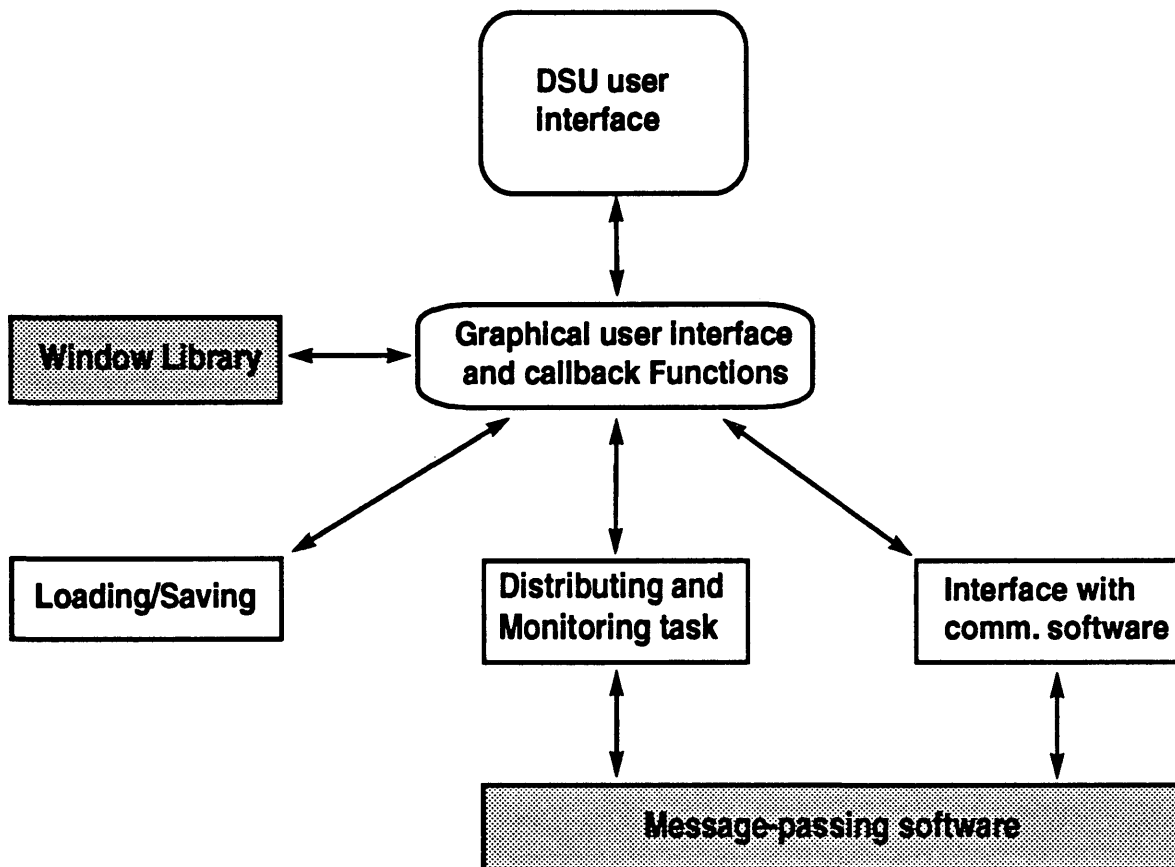 DSU user
interface
Window Library
Graphical user interface
and callback Functions
Loading/Saving
Distributing and
Monitoring task
Interface with
comm. software
Message-passing software